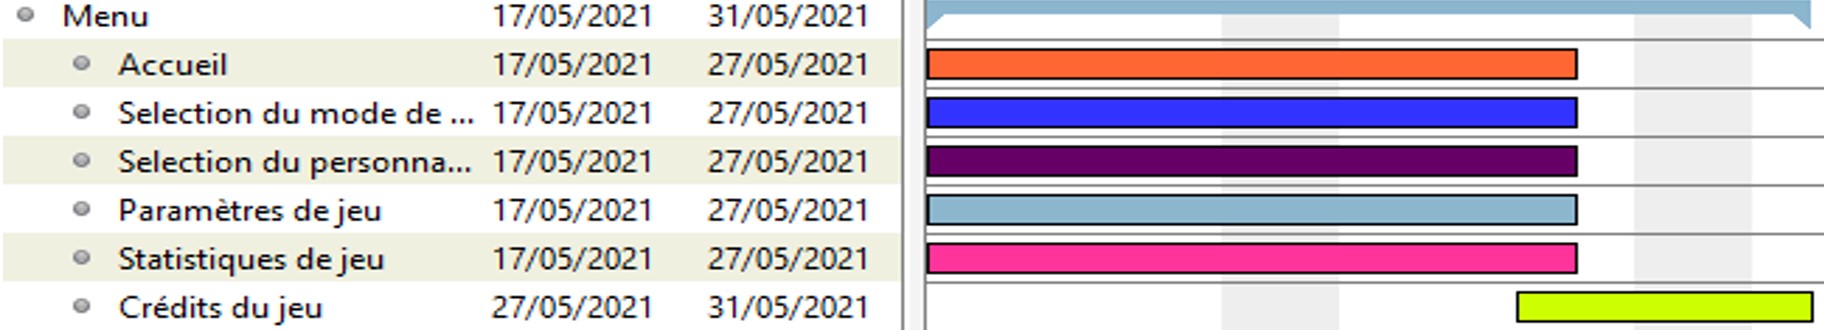 Menu 17/05/2021 31/05/2021
Accueil 17/05/2021 27/05/2021
Selection du mode de ... 17/05/2021 27/05/2021
Selection du personna... 17/05/2021 27/05/2021
Paramètres de jeu 17/05/2021 27/05/2021
Statistiques de jeu 17/05/2021 27/05/2021
Crédits du jeu 27/05/2021 31/05/2021